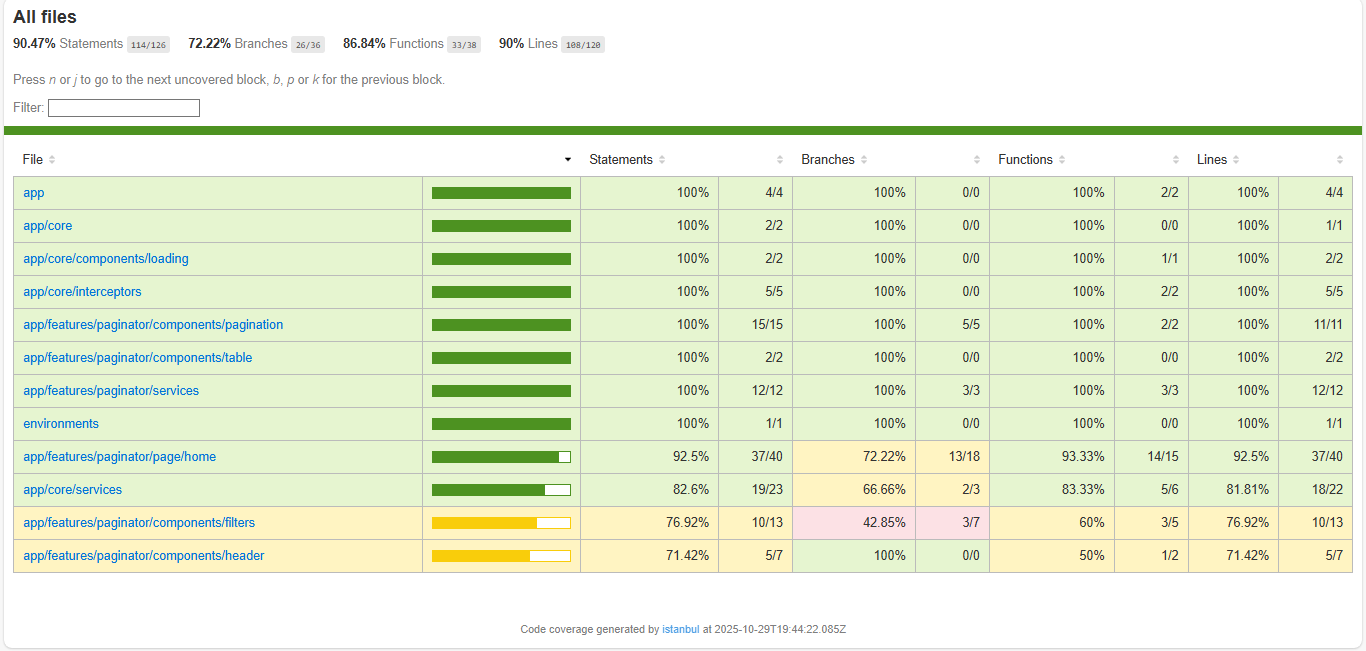 All files
90.47% Statements 114/126 72.22% Branches 26/36 86.84% Functions 33/38 90% Lines 108/120
Press n or j to go to the next uncovered block, b, p or k for the previous block.
Filter:
File Statements Branches Functions Lines
app 100% 4/4 100% 0/0 100% 2/2 100% 4/4
app/core 100% 2/2 100% 0/0 100% 0/0 100% 1/1
app/core/components/loading 100% 2/2 100% 0/0 100% 1/1 100% 2/2
app/core/interceptors 100% 5/5 100% 0/0 100% 2/2 100% 5/5
app/features/paginator/components/pagination 100% 15/15 100% 5/5 100% 2/2 100% 11/11
app/features/paginator/components/table 100% 2/2 100% 0/0 100% 0/0 100% 2/2
app/features/paginator/services 100% 12/12 100% 3/3 100% 3/3 100% 12/12
environments 100% 1/1 100% 0/0 100% 0/0 100% 1/1
app/features/paginator/page/home 92.5% 37/40 72.22% 13/18 93.33% 14/15 92.5% 37/40
app/core/services 82.6% 19/23 66.66% 2/3 83.33% 5/6 81.81% 18/22
app/features/paginator/components/filters 76.92% 10/13 42.85% 3/7 60% 3/5 76.92% 10/13
app/features/paginator/components/header 71.42% 5/7 100% 0/0 50% 1/2 71.42% 5/7
Code coverage generated by istanbul at 2025-10-29T19:44:22.085Z